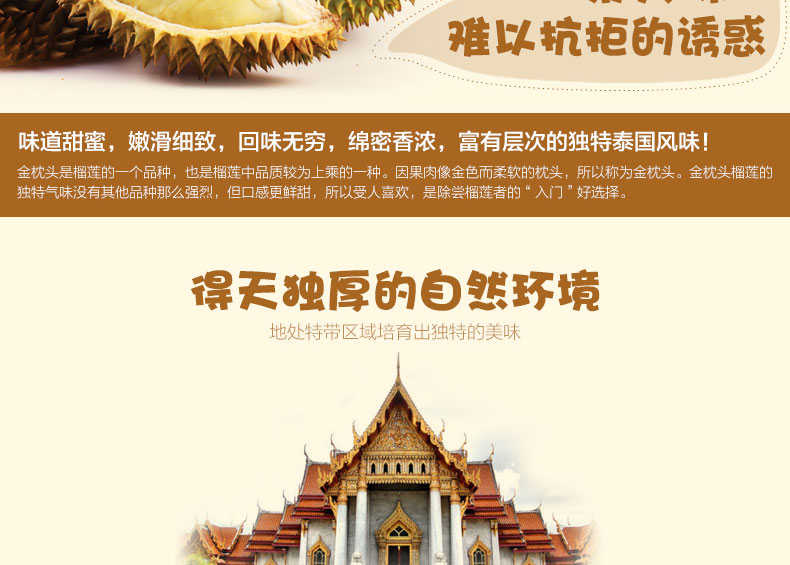 难以抗拒的诱惑
味道甜蜜，嫩滑细致，回味无穷，绵密香浓，富有层次的独特泰国风味！
金枕头是榴莲的一个品种，也是榴莲中品质较为上乘的一种。因果肉像金色而柔软的枕头，所以称为金枕头。金枕头榴莲的
独特气味没有其他品种那么强烈，但口感更鲜甜，所以受人喜欢，是除尝榴莲者的“入门”好选择。
得天独厚的自然环境
地处特带区域培育出独特的美味